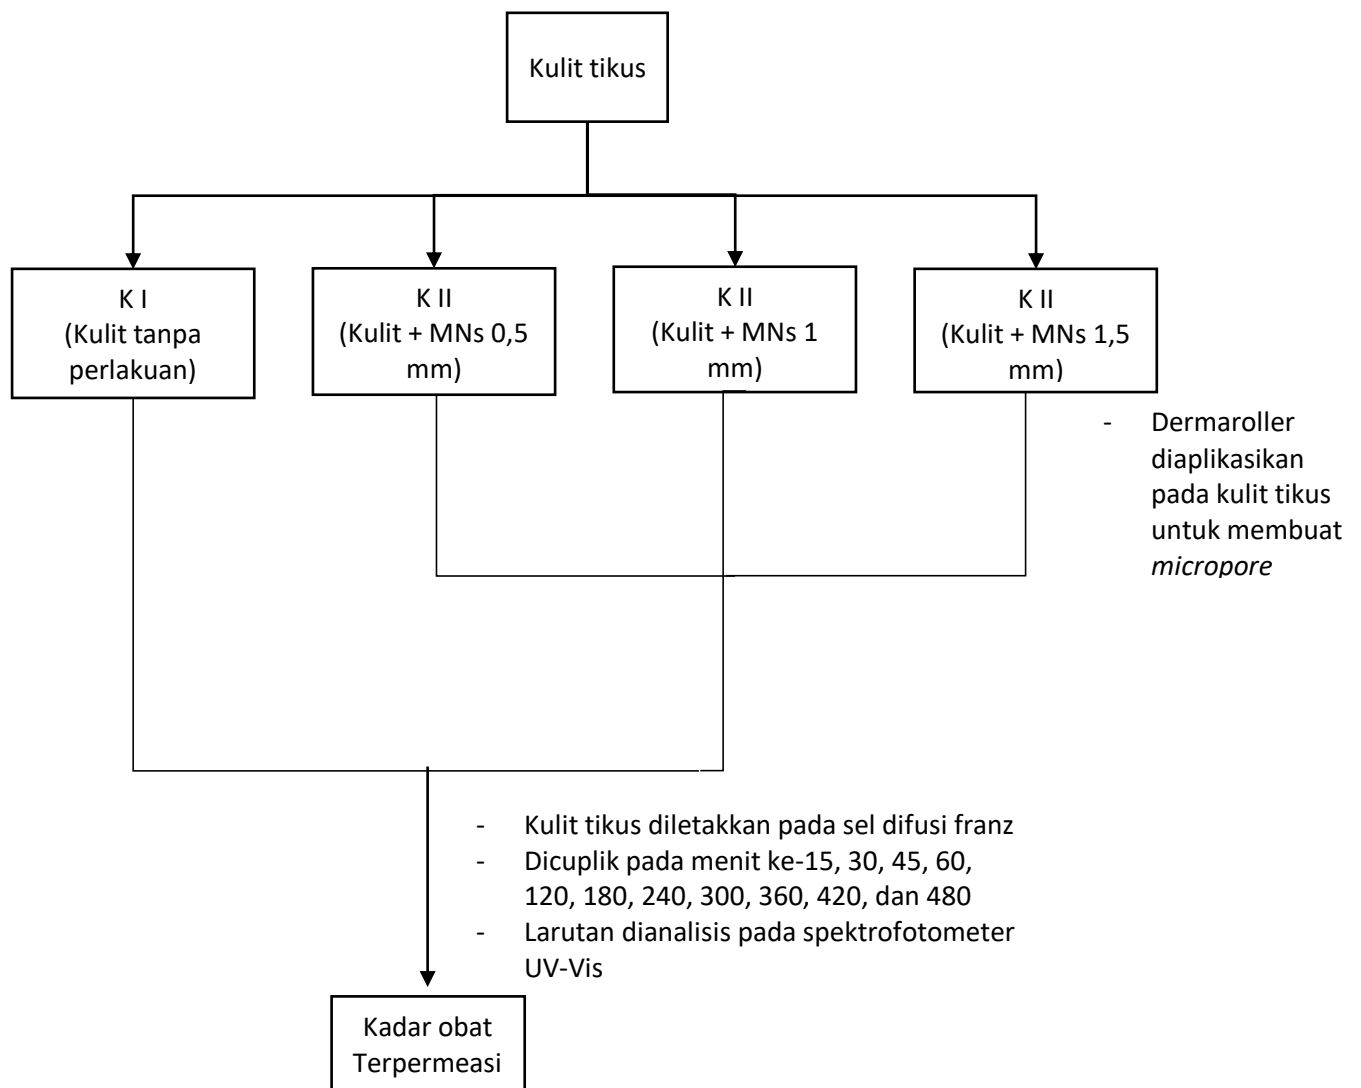 Kulit tikus
K I
(Kulit tanpa
perlakuan)
K II
(Kulit + MNs 0,5
mm)
K II
(Kulit + MNs 1
mm)
K II
(Kulit + MNs 1,5
mm)
- Dermaroller
diaplikasikan
pada kulit tikus
untuk membuat
micropore
- Kulit tikus diletakkan pada sel difusi franz
- Dicuplik pada menit ke-15, 30, 45, 60,
120, 180, 240, 300, 360, 420, dan 480
- Larutan dianalisis pada spektrofotometer
UV-Vis
Kadar obat
Terpermeasi